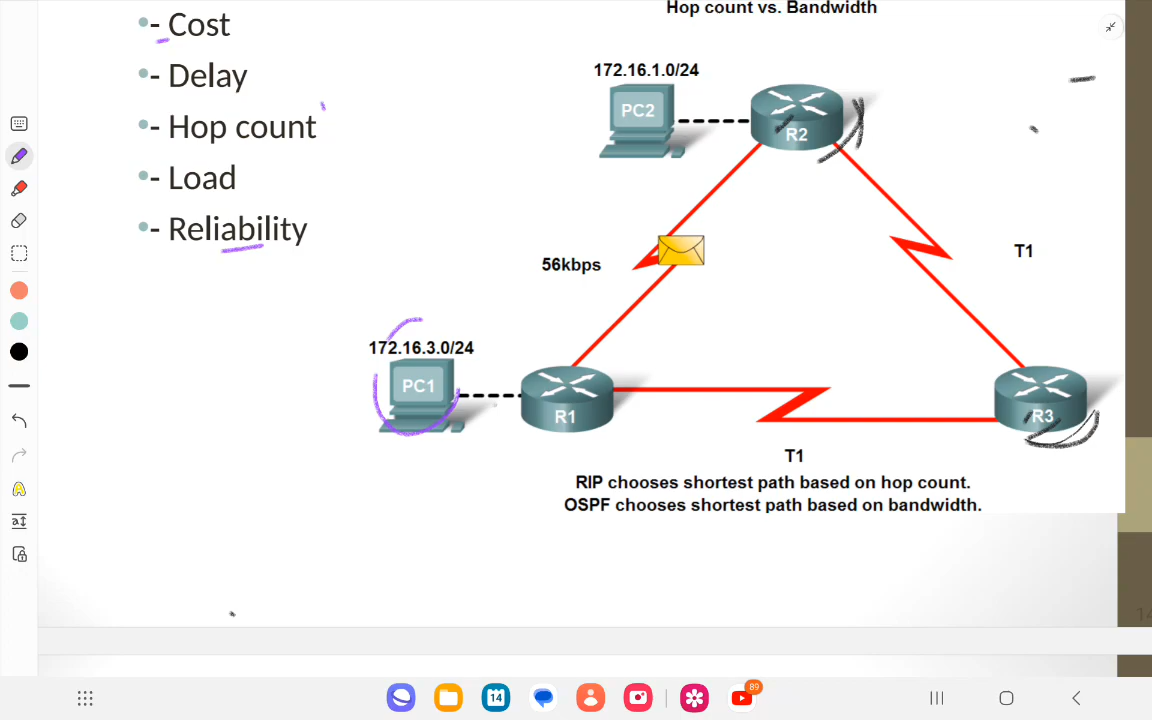 Hop count vs. Bandwidth
- Cost
- Delay
- Hop count
- Load
- Reliability
172.16.1.0/24
PC2
R2
56kbps
T1
172.16.3.0/24
PC1
R1
R3
T1
RIP chooses shortest path based on hop count.
OSPF chooses shortest path based on bandwidth.
14
89